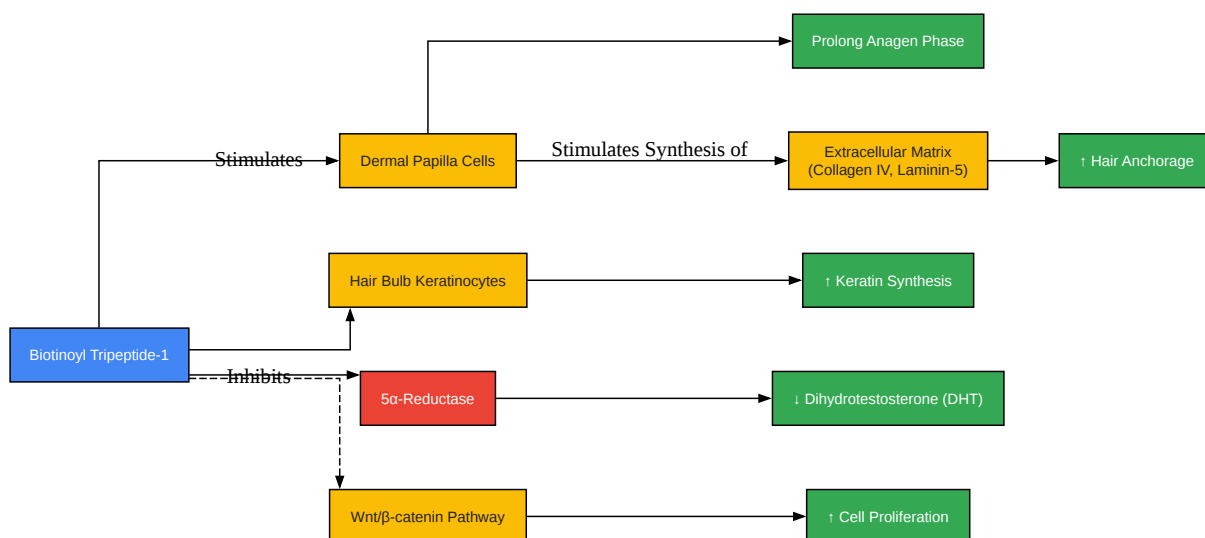 Prolong Anagen Phase
Stimulates
Dermal Papilla Cells
Stimulates Synthesis of
Extracellular Matrix
(Collagen IV, Laminin-5)
↑ Hair Anchorage
Hair Bulb Keratinocytes
↑ Keratin Synthesis
Biotinoyl Tripeptide-1
Inhibits
5α-Reductase
↓ Dihydrotestosterone (DHT)
Wnt/β-catenin Pathway
↑ Cell Proliferation